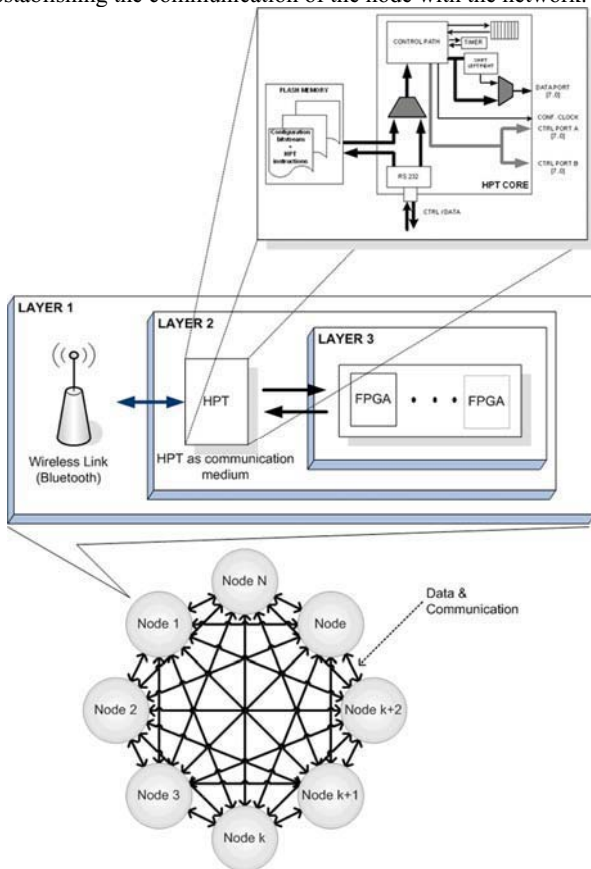 establishing the communication of the node with the network.
CONTROL PATH
TIMER
SHIFT
LEFT/RIGHT
DATA PORT
[7..0]
FLASH MEMORY
Configuration
bitstreams
+
HPT
instructions
CONF. CLOCK
CTRL PORT A
[7..0]
CTRL PORT B
[7..0]
RS 232
HPT CORE
CTRL / DATA
LAYER 1
LAYER 2
LAYER 3
HPT
FPGA
• • •
FPGA
Wireless Link
(Bluetooth)
HPT as communication
medium
Node N
Node 1
Node
Data &
Communication
Node 2
Node k+2
Node 3
Node k+1
Node k